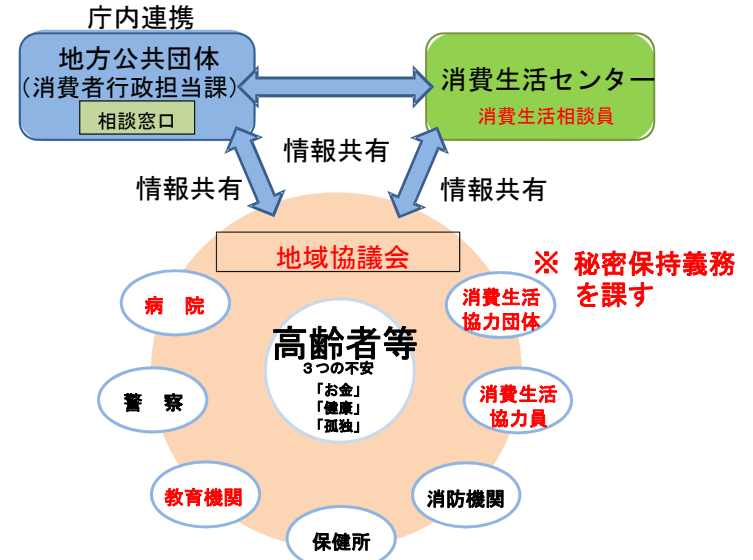 庁内連携
地方公共団体
(消費者行政担当課)
相談窓口
消費生活センター
消費生活相談員
情報共有
情報共有
情報共有
地域協議会
※ 秘密保持義務
を課す
病 院
消費生活
協力団体
高齢者等
3つの不安
「お金」
「健康」
「孤独」
警 察
消費生活
協力員
教育機関
消防機関
保健所